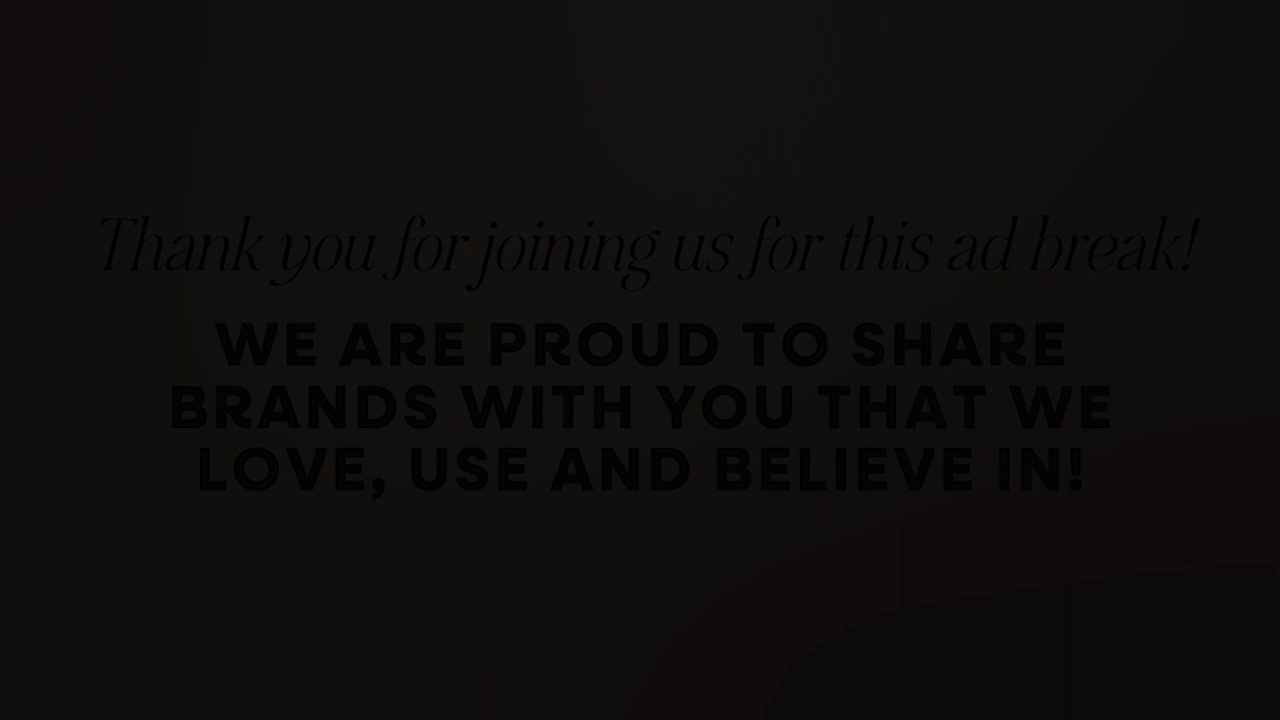 Thank you for joining us for this ad break!
WE ARE PROUD TO SHARE
BRANDS WITH YOU THAT WE
LOVE, USE AND BELIEVE IN!